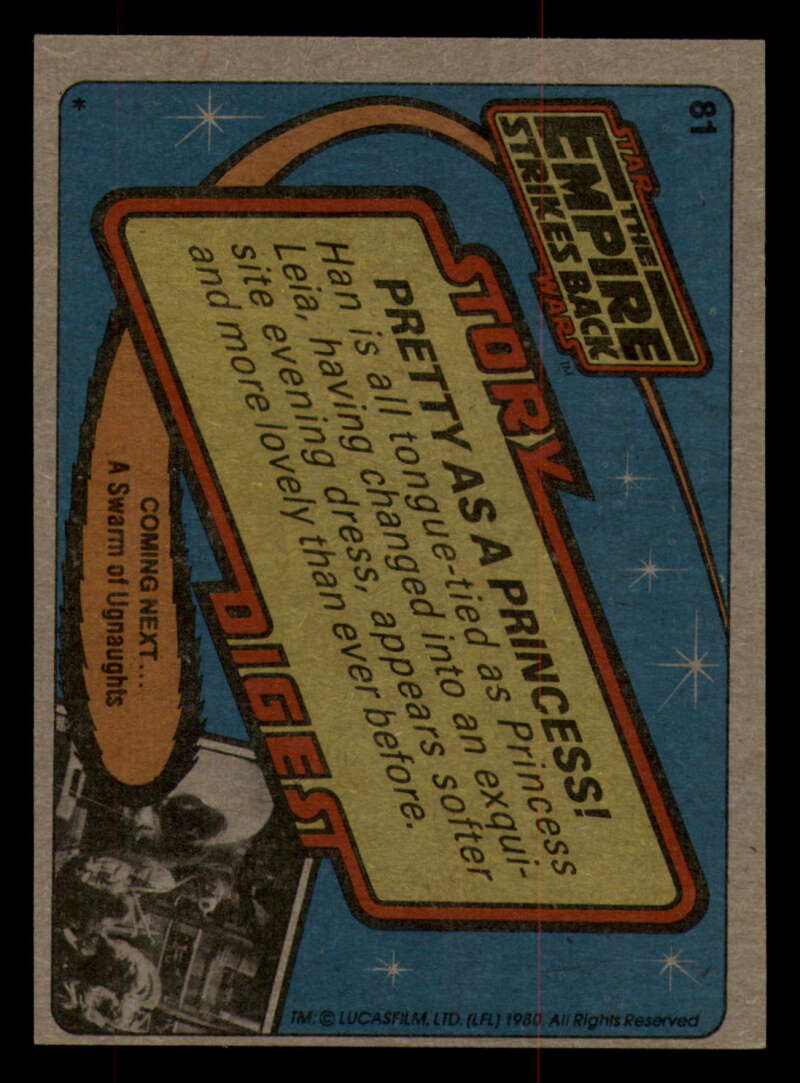 81
STAR
THE
EMPIRE
STRIKES BACK
WARS™
STORY
PRETTY AS A PRINCESS!
Han is all tongue-tied as Princess
Leia, having changed into an exqui-
site evening dress, appears softer
and more lovely than ever before.
DIGEST
COMING NEXT...
A Swarm of Ugnaughts
*
TM: © LUCASFILM, LTD. (LFL) 1980. All Rights Reserved